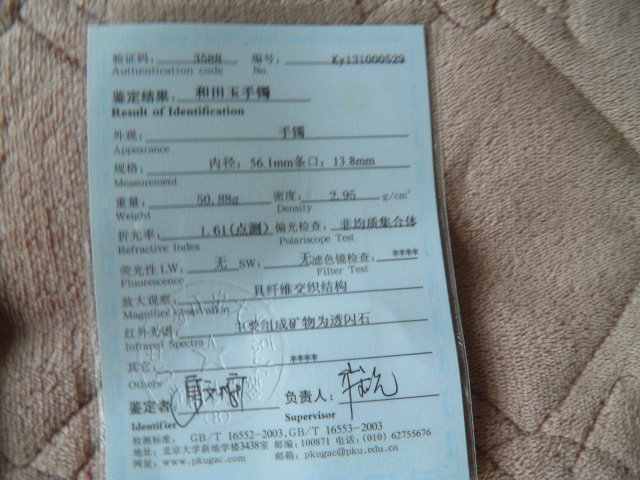 验证码： 3588 编号： Ky131000529
Authentication code No.
鉴定结果： 和田玉手镯
Result of Identification
外观： 手镯
Appearance
规格： 内径：56.1mm条口：13.8mm
Measurement
重量： 50.88g 密度： 2.95 g/cm³
Weight Density
折光率： 1.61(点测) 偏光检查： 非均质集合体
Refractive Index Polariscope Test
荧光性 LW： 无 SW： 无 滤色镜检查： ****
Fluorescence Filter Test
放大观察： 具纤维交织结构
Magnified observation
红外光谱： 主要组成矿物为透闪石
Infrared Spectra
其它： ****
Others
鉴定者 负责人：
Identifier Supervisor
检测标准： GB/T 16552-2003,GB/T 16553-2003
地址：北京大学新地学楼3438室 邮编：100871 电话：(010) 62755676
网址：www.pkugac.com 邮箱：pkugac@pku.edu.cn